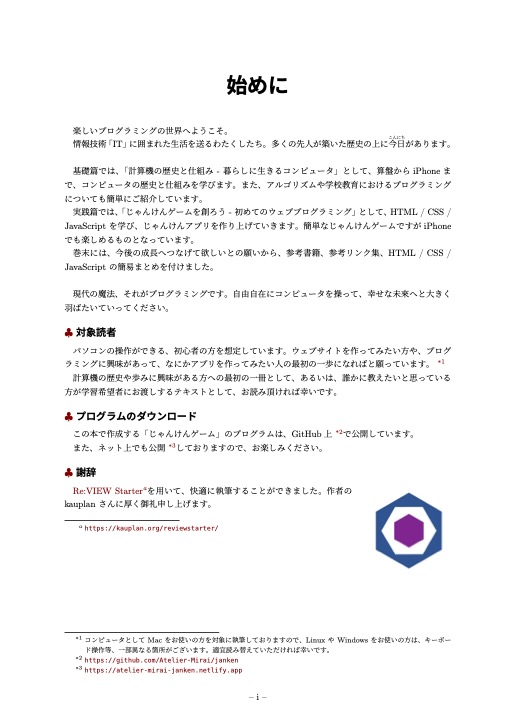 始めに
楽しいプログラミングの世界へようこそ。
情報技術「IT」に囲まれた生活を送るわたくしたち。多くの先人が築いた歴史の上に今日があります。
こんにち
基礎篇では、「計算機の歴史と仕組み - 暮らしに生きるコンピュータ」として、算盤から iPhone ま
で、コンピュータの歴史と仕組みを学びます。また、アルゴリズムや学校教育におけるプログラミング
についても簡単にご紹介しています。
実践篇では、「じゃんけんゲームを創ろう - 初めてのウェブプログラミング」として、HTML / CSS /
JavaScript を学び、じゃんけんアプリを作り上げていきます。簡単なじゃんけんゲームですが iPhone
でも楽しめるものとなっています。
巻末には、今後の成長へつなげて欲しいとの願いから、参考書籍、参考リンク集、HTML / CSS /
JavaScript の簡易まとめを付けました。
現代の魔法、それがプログラミングです。自由自在にコンピュータを操って、幸せな未来へと大きく
羽ばたいていってください。
♣ 対象読者
パソコンの操作ができる、初心者の方を想定しています。ウェブサイトを作ってみたい方や、プログ
ラミングに興味があって、なにかアプリを作ってみたい人の最初の一歩になればと願っています。 *1
計算機の歴史や歩みに興味がある方への最初の一冊として、あるいは、誰かに教えたいと思っている
方が学習希望者にお渡しするテキストとして、お読み頂ければ幸いです。
♣ プログラムのダウンロード
この本で作成する「じゃんけんゲーム」のプログラムは、GitHub 上 *2で公開しています。
また、ネット上でも公開 *3しておりますので、お楽しみください。
♣ 謝辞
Re:VIEW Starteraを用いて、快適に執筆することができました。作者の
kauplan さんに厚く御礼申し上げます。
a https://kauplan.org/reviewstarter/
*1 コンピュータとして Mac をお使いの方を対象に執筆しておりますので、Linux や Windows をお使いの方は、キーボー
ド操作等、一部異なる箇所がございます。適宜読み替えていただければ幸いです。
*2 https://github.com/Atelier-Mirai/janken
*3 https://atelier-mirai-janken.netlify.app
– i –